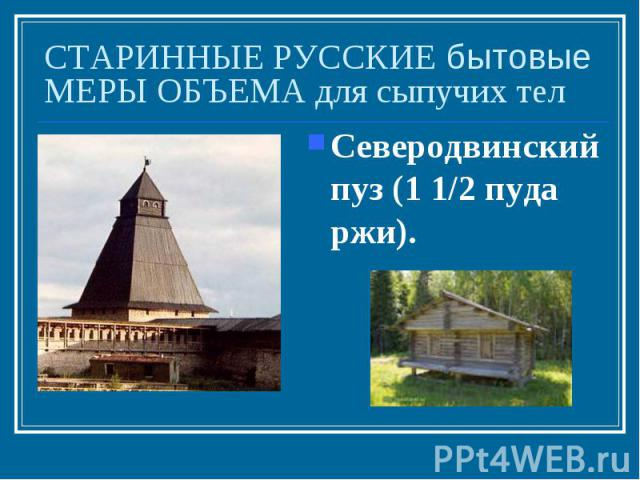 СТАРИННЫЕ РУССКИЕ бытовые
МЕРЫ ОБЪЕМА для сыпучих тел
Северодвинский
пуз (1 1/2 пуда
ржи).
PPt4WEB.ru